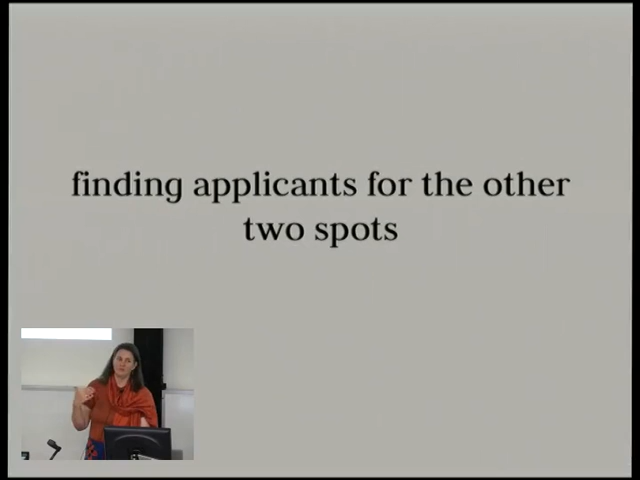 finding applicants for the other
two spots